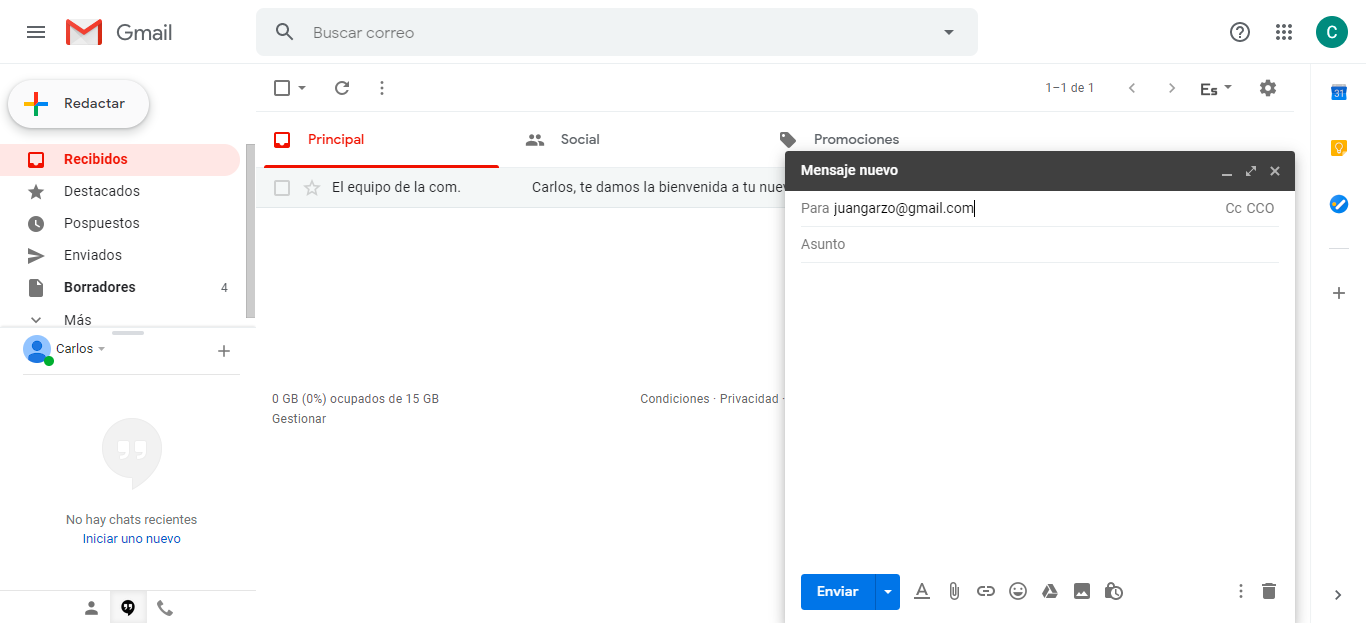 Gmail
Buscar correo
C
Redactar
1–1 de 1
Es
31
Principal
Social
Promociones
Recibidos
Destacados
Pospuestos
Enviados
Borradores 4
Más
El equipo de la com. Carlos, te damos la bienvenida a tu nuev
Mensaje nuevo
Para juangarzo@gmail.com
Cc CCO
Asunto
Carlos
0 GB (0%) ocupados de 15 GB
Gestionar
Condiciones · Privacidad ·
No hay chats recientes
Iniciar uno nuevo
Enviar